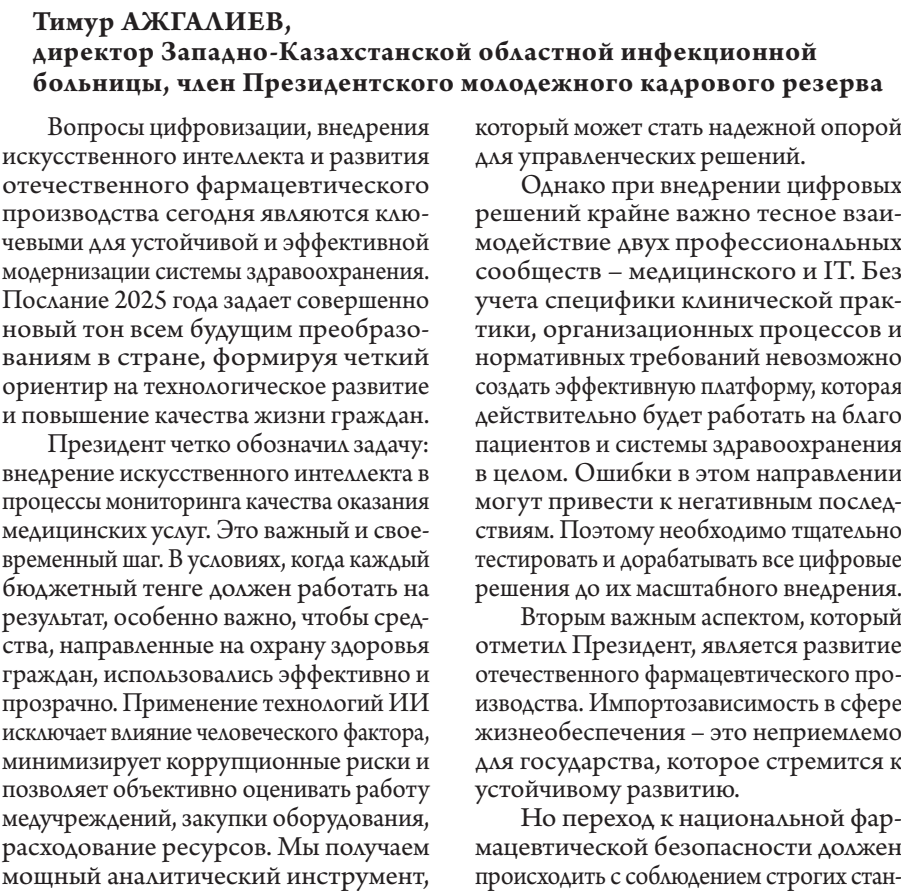 Тимур АЖГАЛИЕВ,
директор Западно-Казахстанской областной инфекционной
больницы, член Президентского молодежного кадрового резерва
Вопросы цифровизации, внедрения
искусственного интеллекта и развития
отечественного фармацевтического
производства сегодня являются клю-
чевыми для устойчивой и эффективной
модернизации системы здравоохранения.
Послание 2025 года задает совершенно
новый тон всем будущим преобразо-
ваниям в стране, формируя четкий
ориентир на технологическое развитие
и повышение качества жизни граждан.
Президент четко обозначил задачу:
внедрение искусственного интеллекта в
процессы мониторинга качества оказания
медицинских услуг. Это важный и свое-
временный шаг. В условиях, когда каждый
бюджетный тенге должен работать на
результат, особенно важно, чтобы сред-
ства, направленные на охрану здоровья
граждан, использовались эффективно и
прозрачно. Применение технологий ИИ
исключает влияние человеческого фактора,
минимизирует коррупционные риски и
позволяет объективно оценивать работу
медучреждений, закупки оборудования,
расходование ресурсов. Мы получаем
мощный аналитический инструмент,
который может стать надежной опорой
для управленческих решений.
Однако при внедрении цифровых
решений крайне важно тесное взаи-
модействие двух профессиональных
сообществ – медицинского и IT. Без
учета специфики клинической прак-
тики, организационных процессов и
нормативных требований невозможно
создать эффективную платформу, которая
действительно будет работать на благо
пациентов и системы здравоохранения
в целом. Ошибки в этом направлении
могут привести к негативным послед-
ствиям. Поэтому необходимо тщательно
тестировать и дорабатывать все цифровые
решения до их масштабного внедрения.
Вторым важным аспектом, который
отметил Президент, является развитие
отечественного фармацевтического про-
изводства. Импортозависимость в сфере
жизнеобеспечения – это неприемлемо
для государства, которое стремится к
устойчивому развитию.
Но переход к национальной фар-
мацевтической безопасности должен
происходить с соблюдением строгих стан-